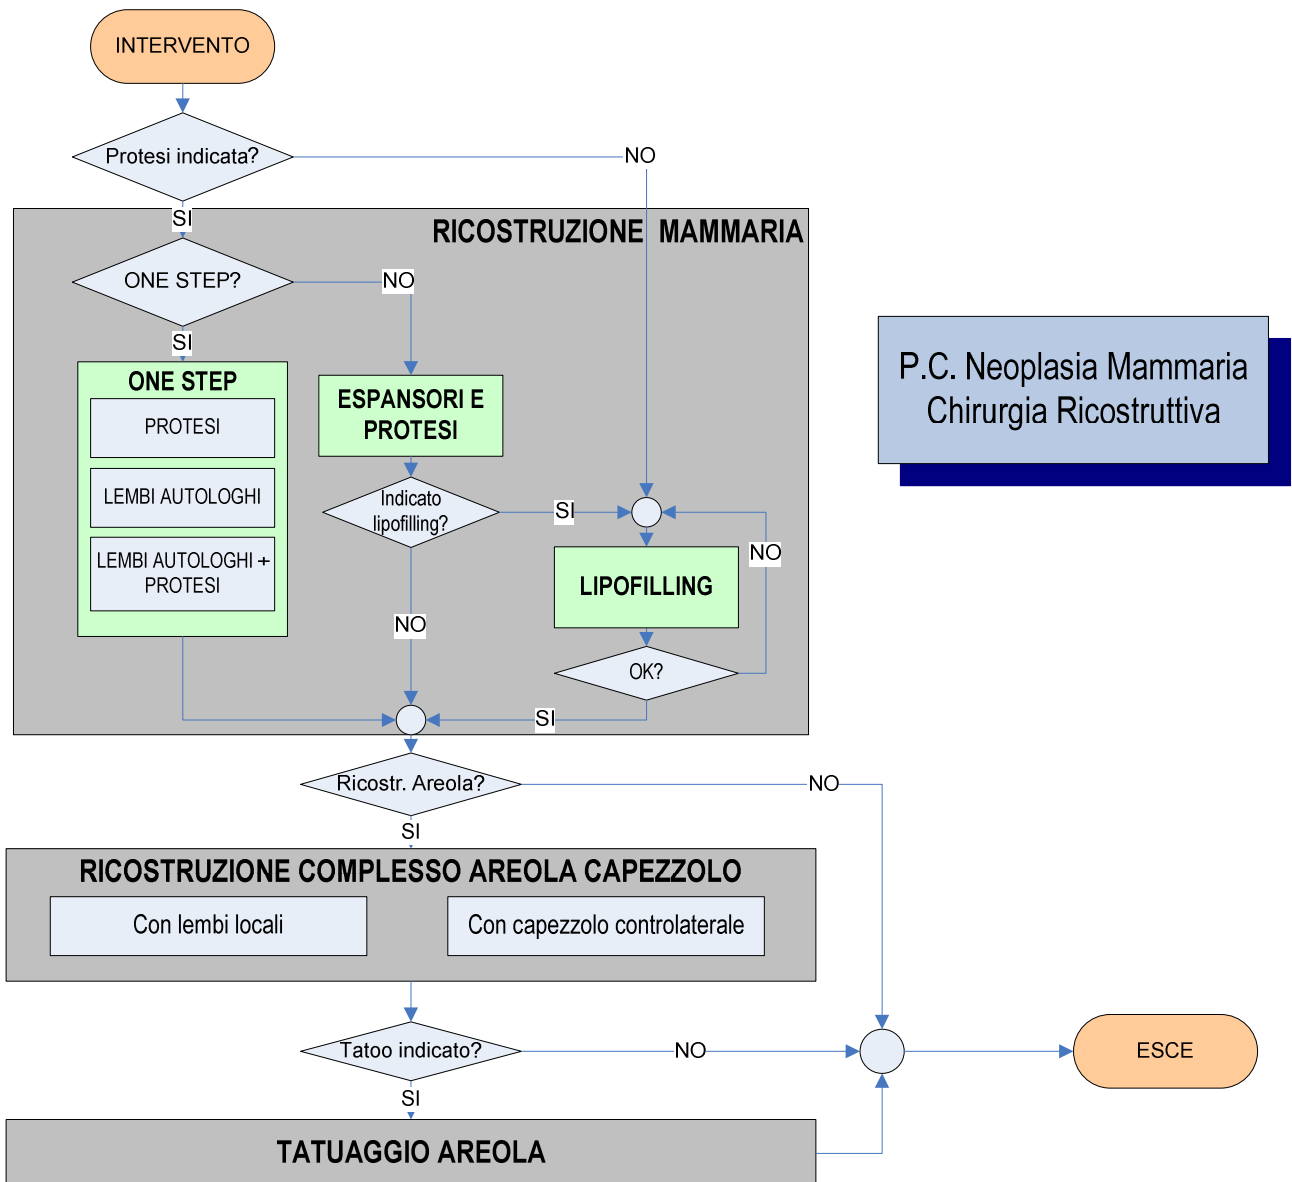 INTERVENTO
Protesi indicata?
NO
SI
RICOSTRUZIONE MAMMARIA
ONE STEP?
NO
SI
ONE STEP
PROTESI
LEMBI AUTOLOGHI
LEMBI AUTOLOGHI +
PROTESI
ESPANSORI E
PROTESI
Indicato
lipofilling?
SI
NO
LIPOFILLING
NO
OK?
SI
P.C. Neoplasia Mammaria
Chirurgia Ricostruttiva
Ricostr. Areola?
NO
SI
RICOSTRUZIONE COMPLESSO AREOLA CAPEZZOLO
Con lembi locali
Con capezzolo controlaterale
Tatoo indicato?
NO
ESCE
SI
TATUAGGIO AREOLA